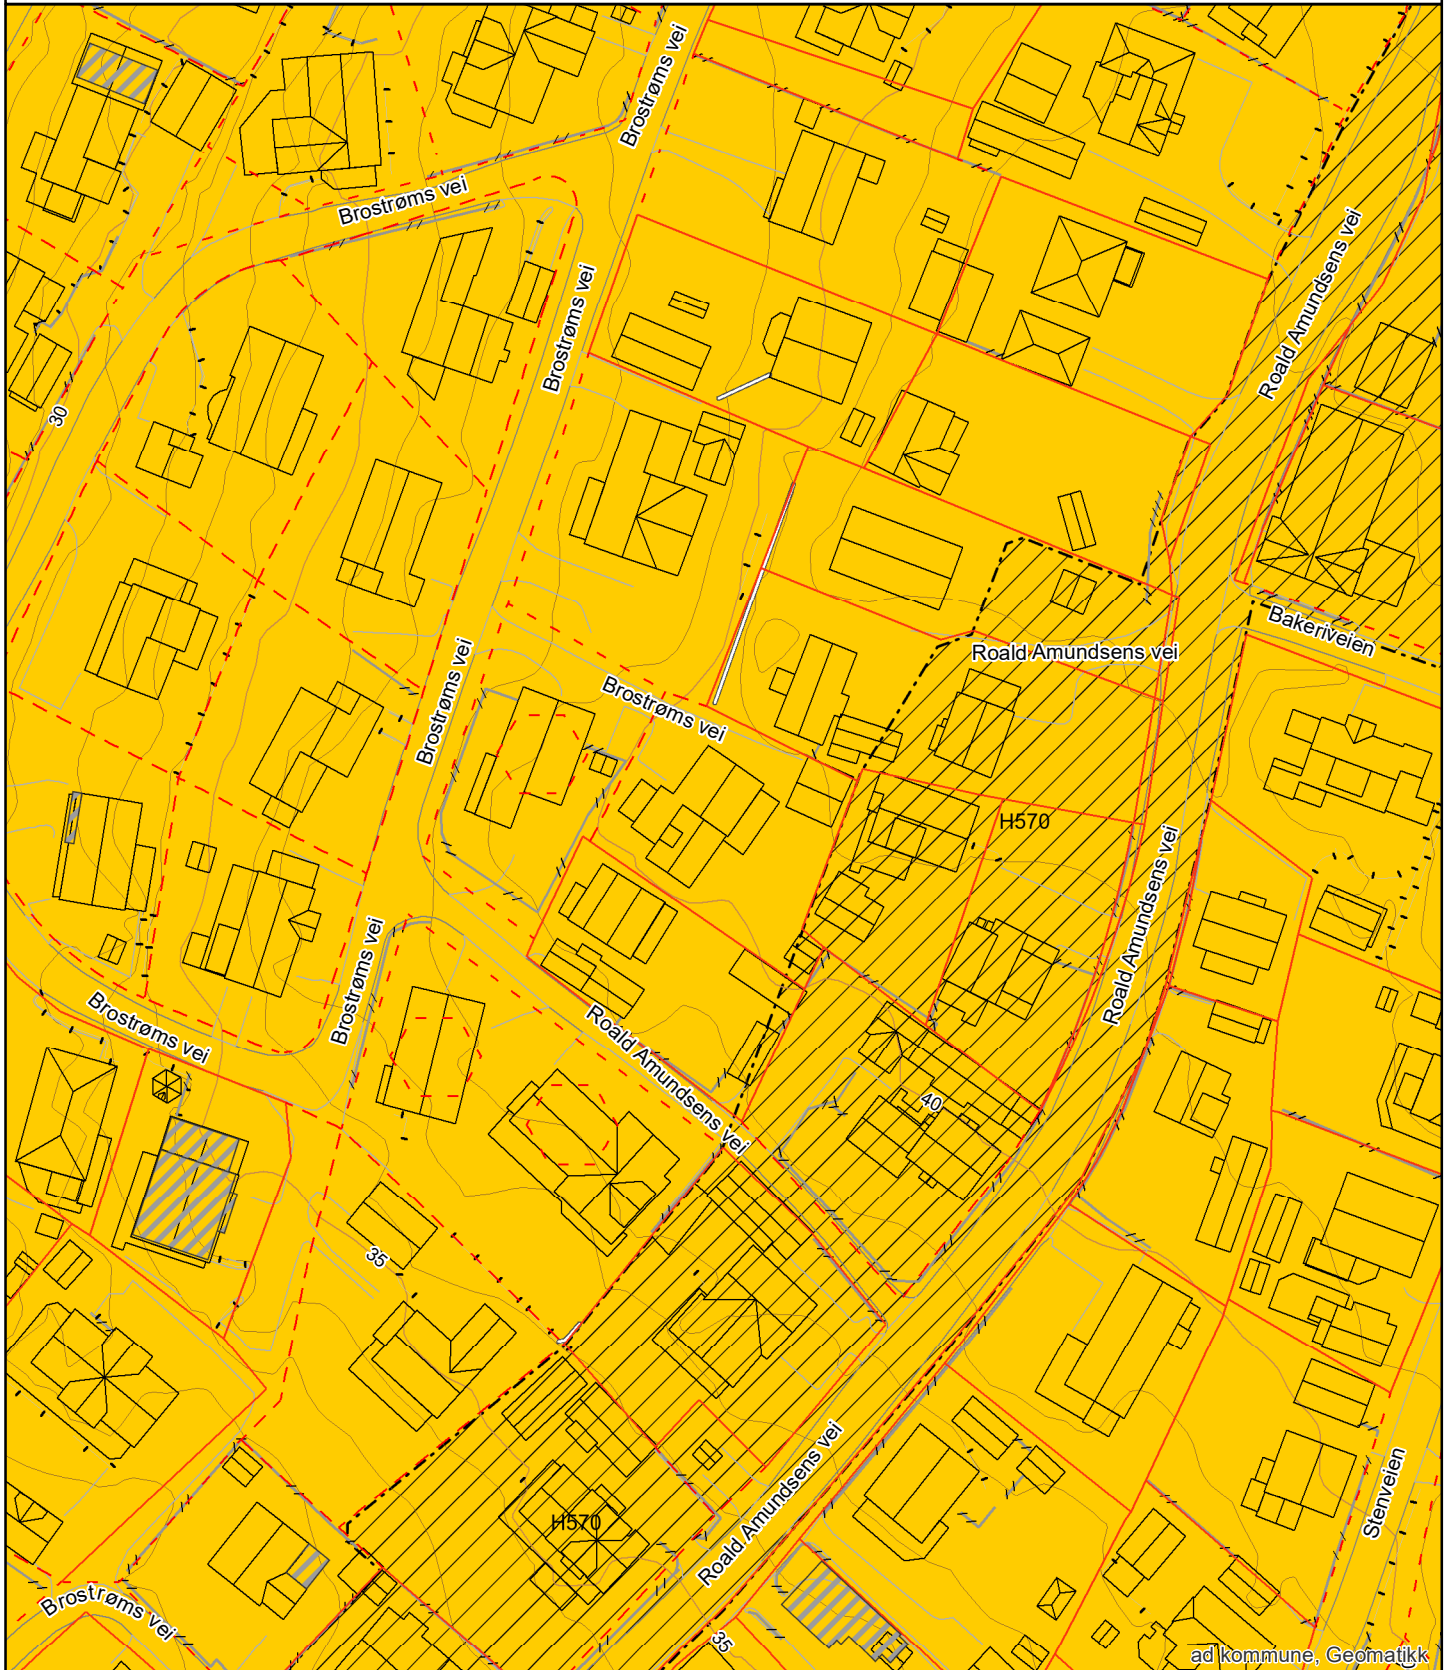 Brostrøms vei
Brostrøms vei
Roald Amundsens vei
Brostrøms vei
30
Bakeriveien
Roald Amundsens vei
Brostrøms vei
Brostrøms vei
H570
Roald Amundsens vei
Brostrøms vei
Brostrøms vei
Roald Amundsens vei
40
35
Roald Amundsens vei
Stenveien
H570
Brostrøms vei
35
ad kommune, Geomatikk